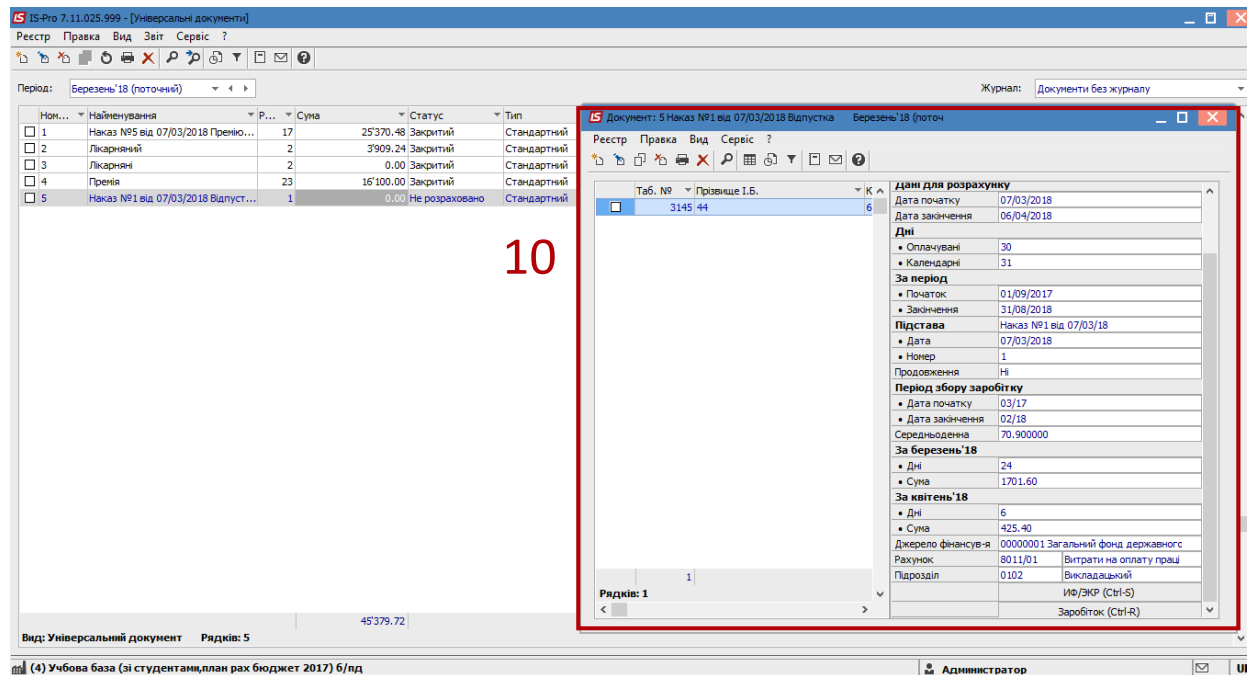 IS-Pro 7.11.025.999 - [Універсальні документи]
Реєстр Правка Вид Звіт Сервіс ?
Період: Березень'18 (поточний)
Журнал: Документи без журналу
Ном... Найменування Р... Сума Статус Тип
1 Наказ №5 від 07/03/2018 Премію... 17 25'370.48 Закритий Стандартний
2 Лікарняний 2 3'909.24 Закритий Стандартний
3 Лікарняні 2 0.00 Закритий Стандартний
4 Премія 23 16'100.00 Закритий Стандартний
5 Наказ №1 від 07/03/2018 Відпуст... 1 0.00 Не розраховано Стандартний
10
45'379.72
Вид: Універсальний документ Рядків: 5
(4) Учбова база (зі студентами,план рах бюджет 2017) б/пд
Администратор
Документ: 5 Наказ №1 від 07/03/2018 Відпустка Березень'18 (поточ
Реєстр Правка Вид Сервіс ?
Таб. № Прізвище І.Б. К
3145 44 6
1
Рядків: 1
Дані для розрахунку
Дата початку 07/03/2018
Дата закінчення 06/04/2018
Дні
• Оплачувані 30
• Календарні 31
За період
• Початок 01/09/2017
• Закінчення 31/08/2018
Підстава Наказ №1 від 07/03/18
• Дата 07/03/2018
• Номер 1
Продовження Ні
Період збору заробітку
• Дата початку 03/17
• Дата закінчення 02/18
Середньоденна 70.900000
За березень'18
• Дні 24
• Сума 1701.60
За квітень'18
• Дні 6
• Сума 425.40
Джерело фінансув-я 00000001 Загальний фонд державного
Рахунок 8011/01 Витрати на оплату праці
Підрозділ 0102 Викладацький
ИФ/ЭКР (Ctrl-S)
Заробіток (Ctrl-R)